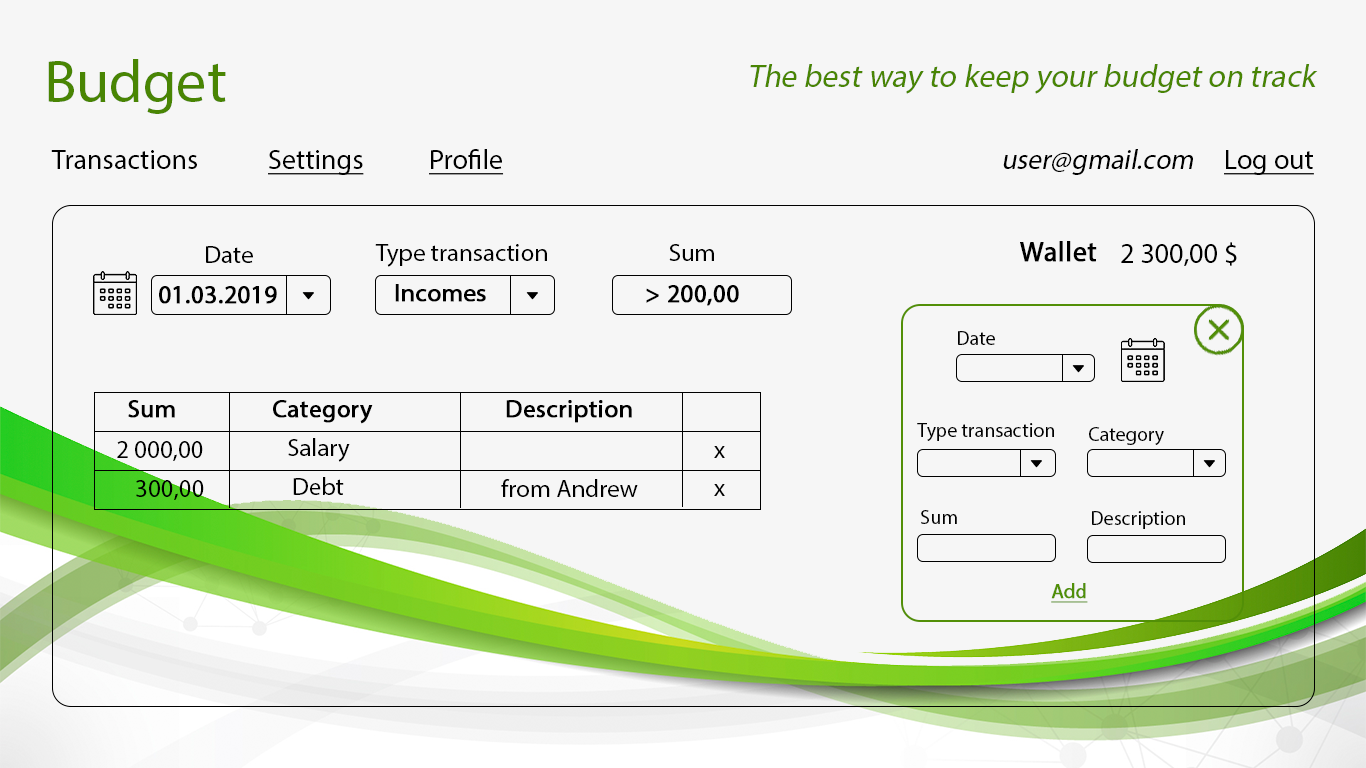 Budget
The best way to keep your budget on track
Transactions Settings Profile user@gmail.com Log out
Date Type transaction Sum Wallet 2 300,00 $
01.03.2019 Incomes > 200,00
Date
Sum Category Description
2 000,00 Salary x
300,00 Debt from Andrew x
Type transaction Category
Sum Description
Add